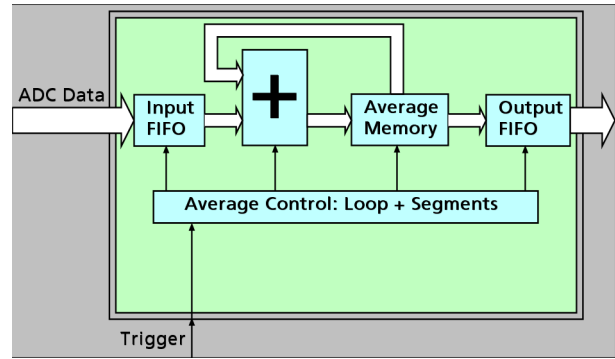 ADC Data
Input
FIFO
+
Average
Memory
Output
FIFO
Average Control: Loop + Segments
Trigger